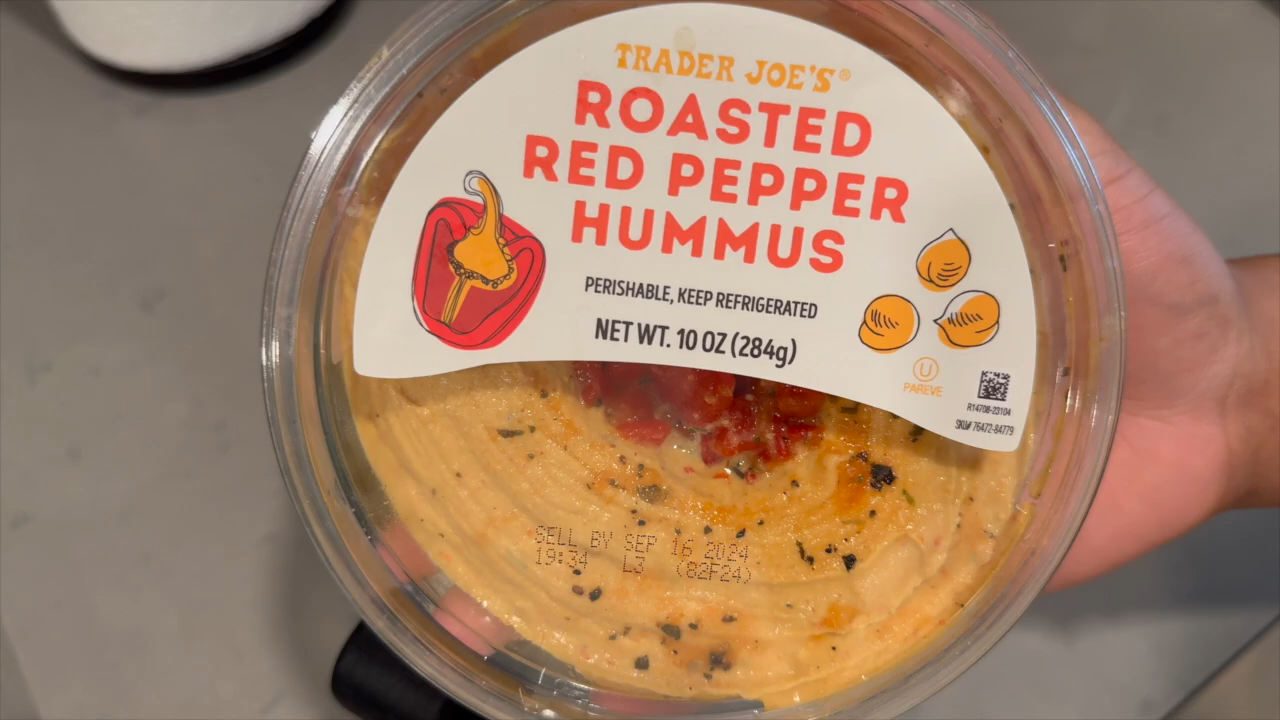 TRADER JOE'S®
ROASTED
RED PEPPER
HUMMUS
PERISHABLE, KEEP REFRIGERATED
NET WT. 10 OZ (284g)
U
PAREVE
R14708-23104
SKU# 76472-84779
SELL BY SEP 16 2024
19:34 L3 (82F24)